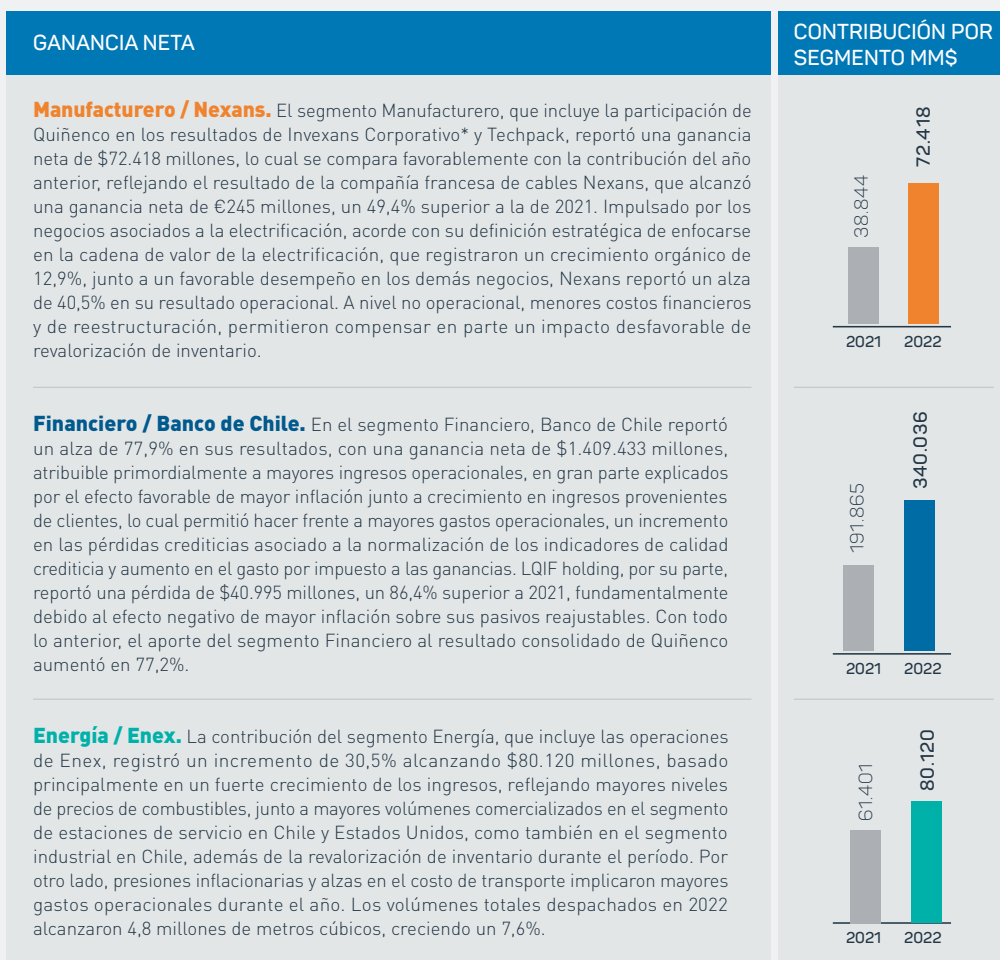 GANANCIA NETA
CONTRIBUCIÓN POR
SEGMENTO MM$
Manufacturero / Nexans. El segmento Manufacturero, que incluye la participación de
Quiñenco en los resultados de Invexans Corporativo* y Techpack, reportó una ganancia
neta de $72.418 millones, lo cual se compara favorablemente con la contribución del año
anterior, reflejando el resultado de la compañía francesa de cables Nexans, que alcanzó
una ganancia neta de €245 millones, un 49,4% superior a la de 2021. Impulsado por los
negocios asociados a la electrificación, acorde con su definición estratégica de enfocarse
en la cadena de valor de la electrificación, que registraron un crecimiento orgánico de
12,9%, junto a un favorable desempeño en los demás negocios, Nexans reportó un alza
de 40,5% en su resultado operacional. A nivel no operacional, menores costos financieros
y de reestructuración, permitieron compensar en parte un impacto desfavorable de
revalorización de inventario.
38.844
72.418
2021 2022
Financiero / Banco de Chile. En el segmento Financiero, Banco de Chile reportó
un alza de 77,9% en sus resultados, con una ganancia neta de $1.409.433 millones,
atribuible primordialmente a mayores ingresos operacionales, en gran parte explicados
por el efecto favorable de mayor inflación junto a crecimiento en ingresos provenientes
de clientes, lo cual permitió hacer frente a mayores gastos operacionales, un incremento
en las pérdidas crediticias asociado a la normalización de los indicadores de calidad
crediticia y aumento en el gasto por impuesto a las ganancias. LQIF holding, por su parte,
reportó una pérdida de $40.995 millones, un 86,4% superior a 2021, fundamentalmente
debido al efecto negativo de mayor inflación sobre sus pasivos reajustables. Con todo
lo anterior, el aporte del segmento Financiero al resultado consolidado de Quiñenco
aumentó en 77,2%.
191.865
340.036
2021 2022
Energía / Enex. La contribución del segmento Energía, que incluye las operaciones
de Enex, registró un incremento de 30,5% alcanzando $80.120 millones, basado
principalmente en un fuerte crecimiento de los ingresos, reflejando mayores niveles
de precios de combustibles, junto a mayores volúmenes comercializados en el segmento
de estaciones de servicio en Chile y Estados Unidos, como también en el segmento
industrial en Chile, además de la revalorización de inventario durante el período. Por
otro lado, presiones inflacionarias y alzas en el costo de transporte implicaron mayores
gastos operacionales durante el año. Los volúmenes totales despachados en 2022
alcanzaron 4,8 millones de metros cúbicos, creciendo un 7,6%.
61.401
80.120
2021 2022